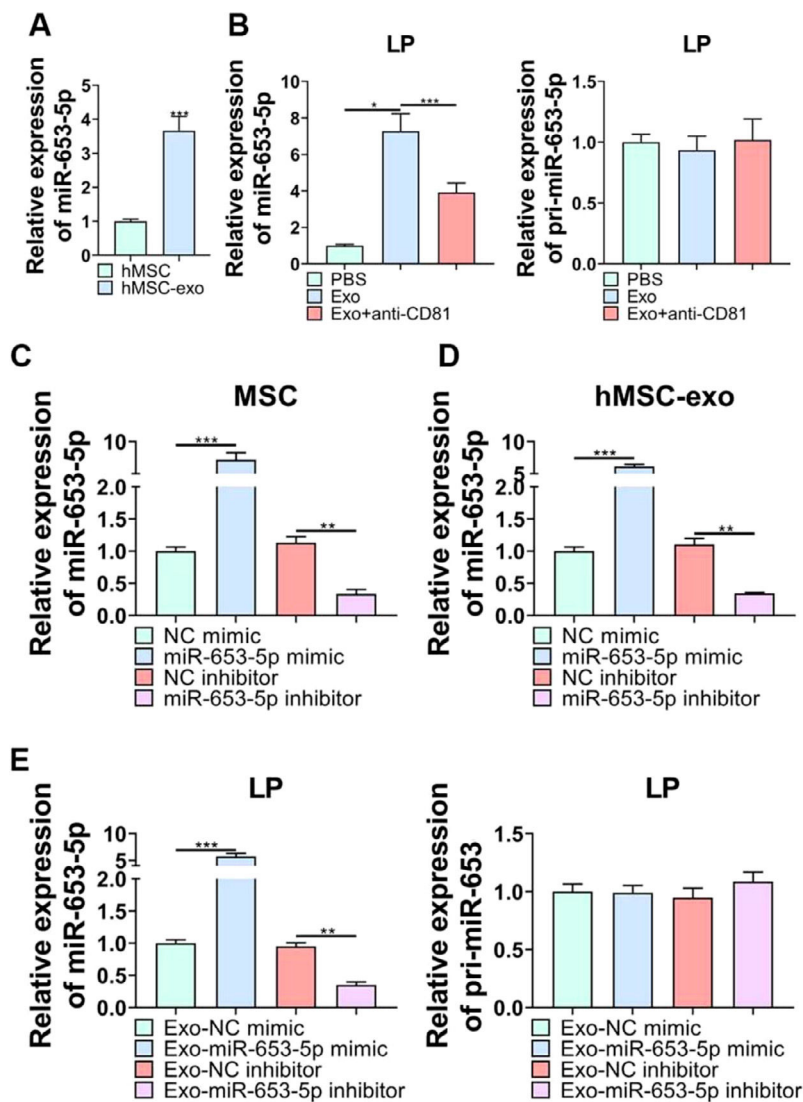 A
Relative expression
of miR-653-5p
5
4
3
2
1
0
***
hMSC
hMSC-exo
B
LP
Relative expression
of miR-653-5p
10
8
6
4
2
0
*
***
PBS
Exo
Exo+anti-CD81
LP
Relative expression
of pri-miR-653-5p
1.5
1.0
0.5
0.0
PBS
Exo
Exo+anti-CD81
C
MSC
Relative expression
of miR-653-5p
10
5
2.0
1.5
1.0
0.5
0.0
***
**
NC mimic
miR-653-5p mimic
NC inhibitor
miR-653-5p inhibitor
D
hMSC-exo
Relative expression
of miR-653-5p
10
5
2.0
1.5
1.0
0.5
0.0
***
**
NC mimic
miR-653-5p mimic
NC inhibitor
miR-653-5p inhibitor
E
LP
Relative expression
of miR-653-5p
10
5
2.0
1.5
1.0
0.5
0.0
***
**
Exo-NC mimic
Exo-miR-653-5p mimic
Exo-NC inhibitor
Exo-miR-653-5p inhibitor
LP
Relative expression
of pri-miR-653
1.5
1.0
0.5
0.0
Exo-NC mimic
Exo-miR-653-5p mimic
Exo-NC inhibitor
Exo-miR-653-5p inhibitor